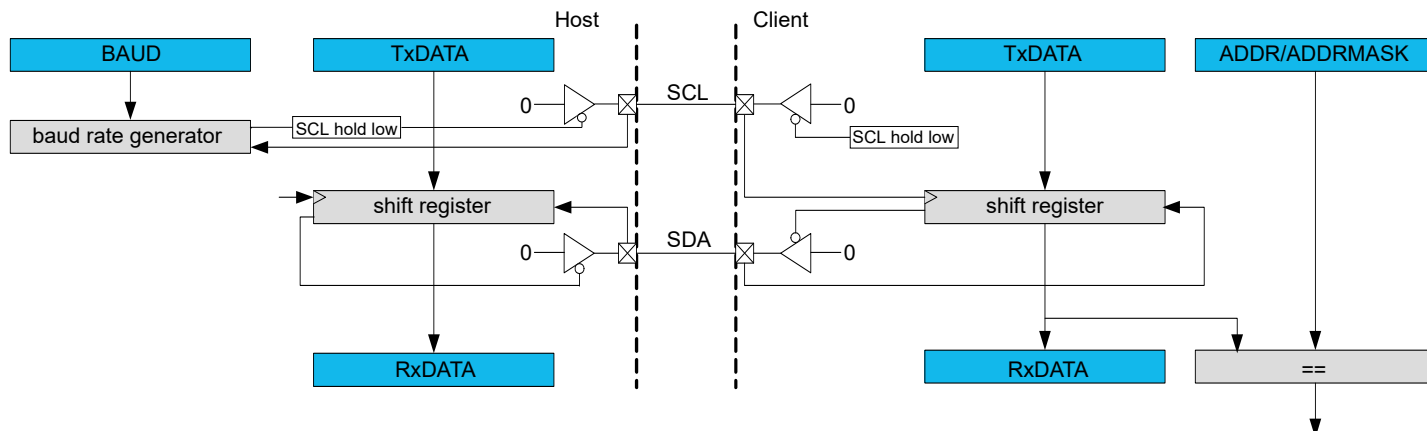 Host
Client
BAUD
TxDATA
TxDATA
ADDR/ADDRMASK
0
SCL
0
baud rate generator
SCL hold low
SCL hold low
shift register
shift register
SDA
0
0
RxDATA
RxDATA
==